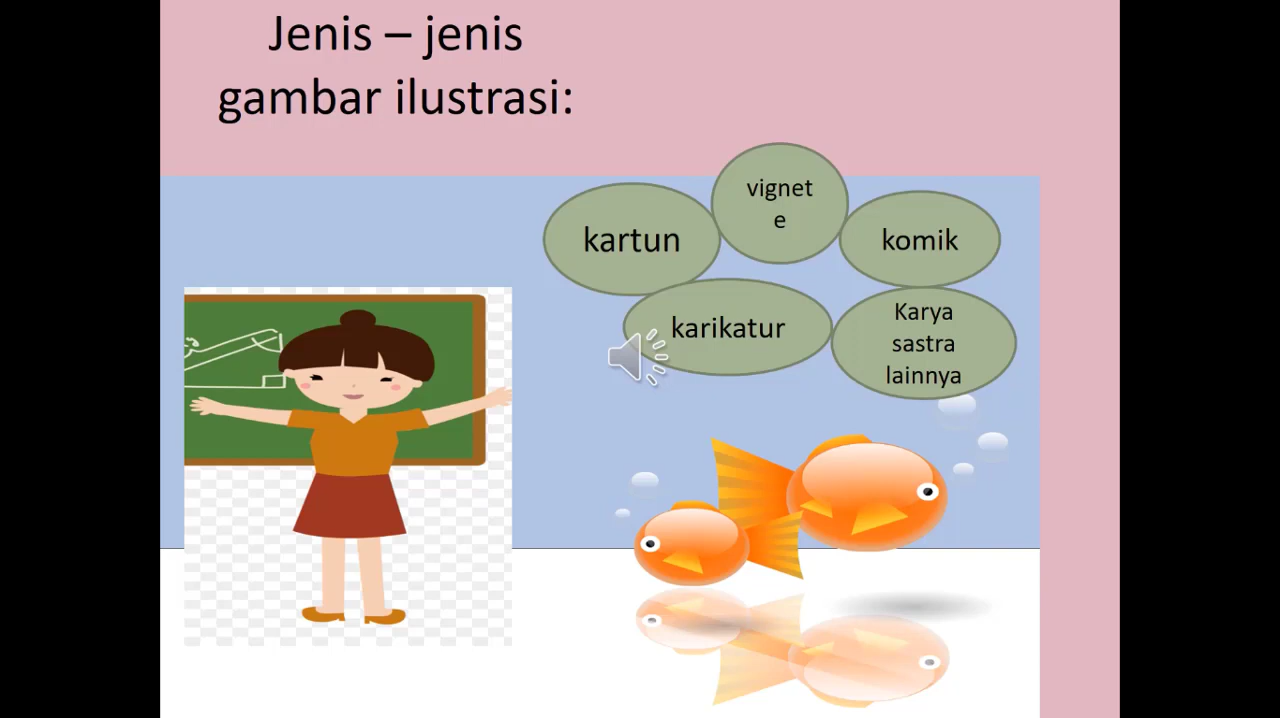 Jenis – jenis
gambar ilustrasi:
kartun
vignet
e
komik
karikatur
Karya
sastra
lainnya